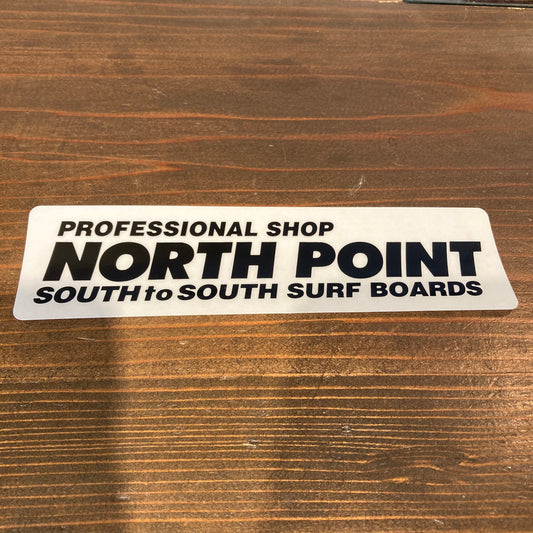 PROFESSIONAL SHOP
NORTH POINT
SOUTH to SOUTH SURF BOARDS